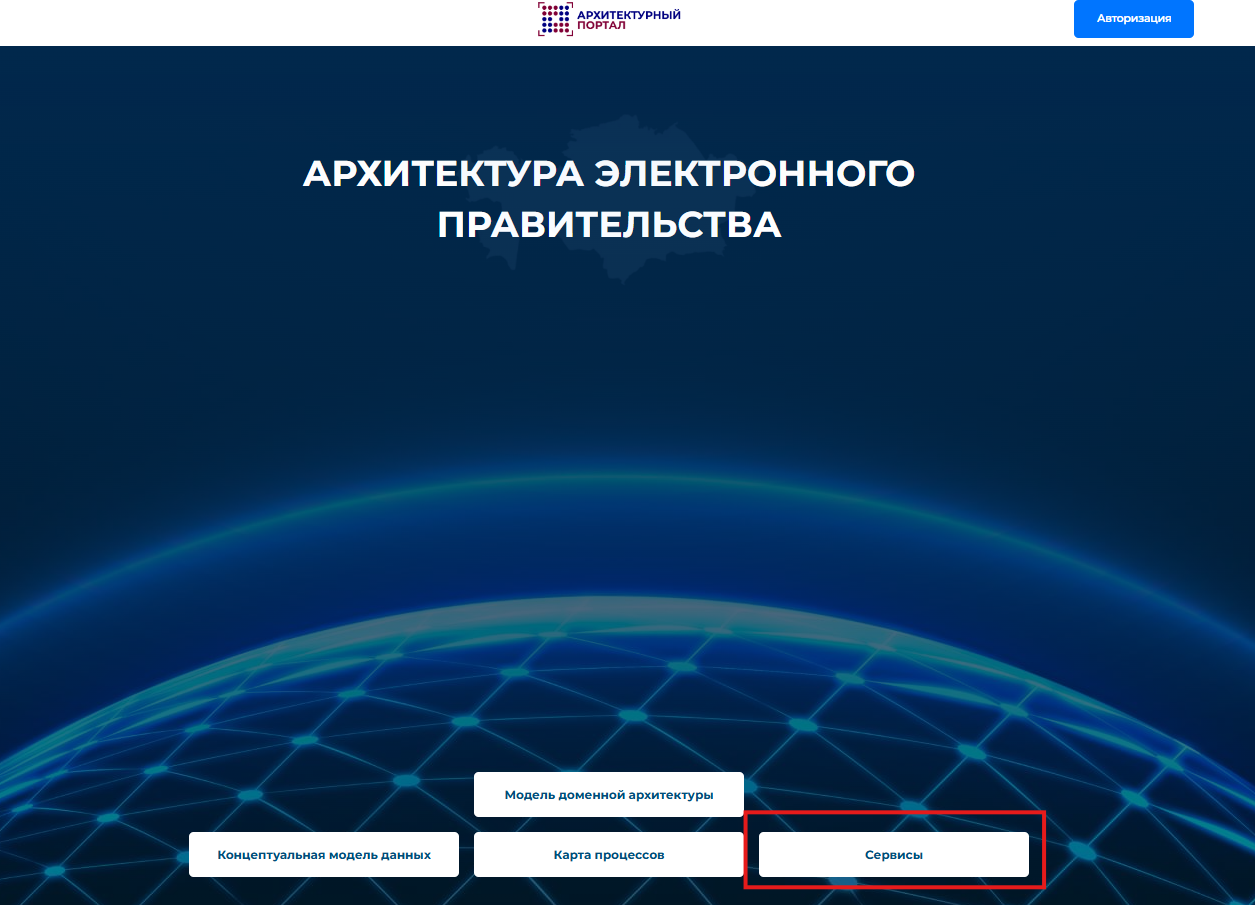 АРХИТЕКТУРНЫЙ
ПОРТАЛ
Авторизация
АРХИТЕКТУРА ЭЛЕКТРОННОГО
ПРАВИТЕЛЬСТВА
Модель доменной архитектуры
Концептуальная модель данных
Карта процессов
Сервисы